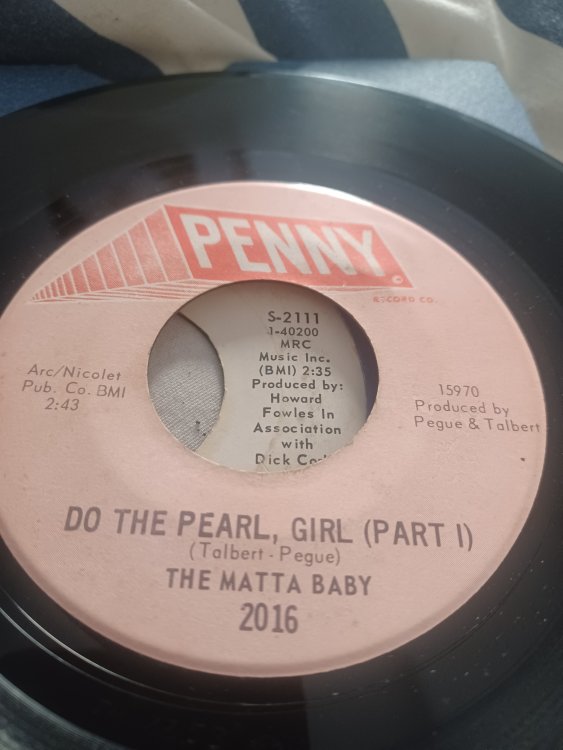 PENNY
©
RECORD CO.
S-2111
1-40200
MRC
Music Inc.
(BMI) 2:35
Produced by:
Howard
Fowles In
Association
with
Dick
Arc/Nicolet
Pub. Co. BMI
2:43
15970
Produced by
Pegue & Talbert
DO THE PEARL, GIRL (PART I)
(Talbert - Pegue)
THE MATTA BABY
2016